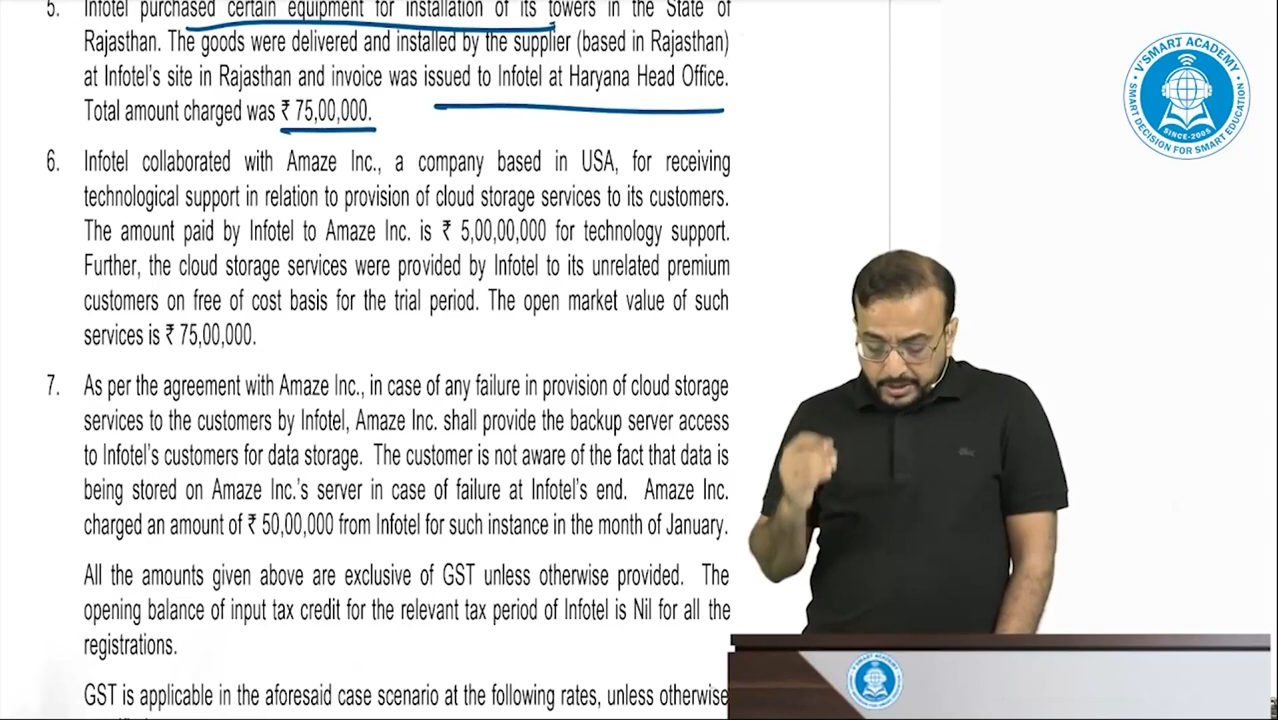 5. Infotel purchased certain equipment for installation of its towers in the State of
Rajasthan. The goods were delivered and installed by the supplier (based in Rajasthan)
at Infotel's site in Rajasthan and invoice was issued to Infotel at Haryana Head Office.
Total amount charged was ₹ 75,00,000.
6. Infotel collaborated with Amaze Inc., a company based in USA, for receiving
technological support in relation to provision of cloud storage services to its customers.
The amount paid by Infotel to Amaze Inc. is ₹ 5,00,00,000 for technology support.
Further, the cloud storage services were provided by Infotel to its unrelated premium
customers on free of cost basis for the trial period. The open market value of such
services is ₹ 75,00,000.
7. As per the agreement with Amaze Inc., in case of any failure in provision of cloud storage
services to the customers by Infotel, Amaze Inc. shall provide the backup server access
to Infotel's customers for data storage. The customer is not aware of the fact that data is
being stored on Amaze Inc.'s server in case of failure at Infotel's end. Amaze Inc.
charged an amount of ₹ 50,00,000 from Infotel for such instance in the month of January.
All the amounts given above are exclusive of GST unless otherwise provided. The
opening balance of input tax credit for the relevant tax period of Infotel is Nil for all the
registrations.
GST is applicable in the aforesaid case scenario at the following rates, unless otherwise
V'SMART ACADEMY
SINCE-2005
SMART DECISION FOR SMART EDUCATION